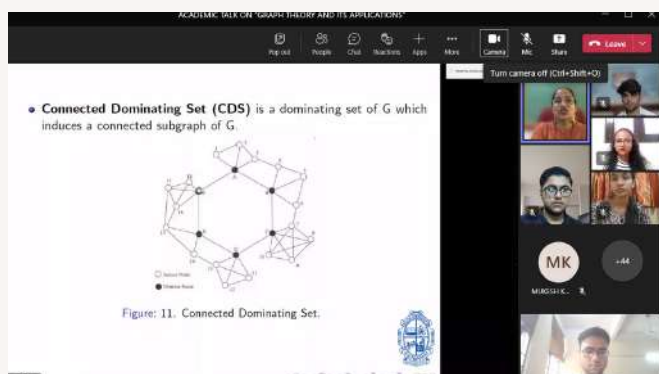 ACADEMIC TALK ON "GRAPH THEORY AND ITS APPLICATIONS"
Pop out
People
Chat
Reactions
Apps
More
Camera
Mic
Share
Leave
Turn camera off (Ctrl+Shift+O)
• Connected Dominating Set (CDS) is a dominating set of G which
induces a connected subgraph of G.
Figure: 11. Connected Dominating Set.
MK
+44